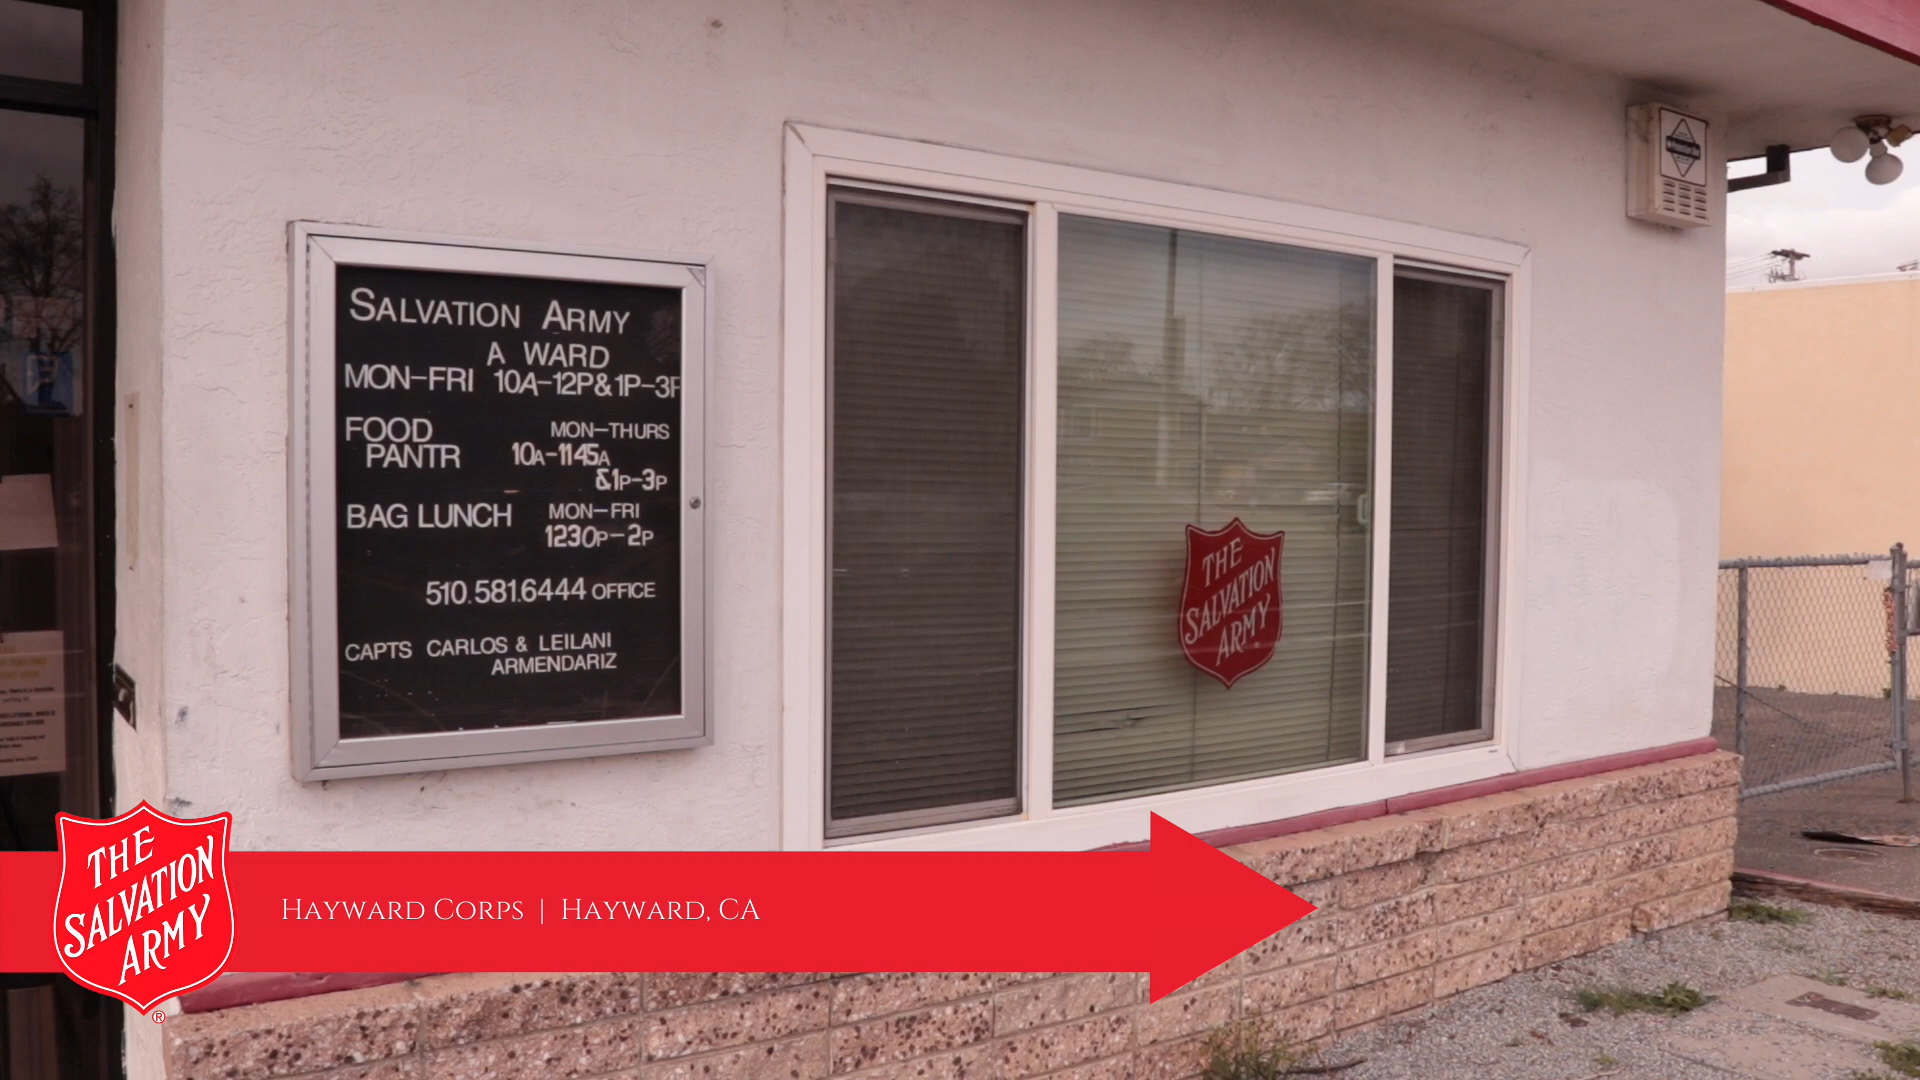 SALVATION ARMY
A WARD
MON-FRI 10A-12P&1P-3P
FOOD MON-THURS
PANTR 10A-1145A
&1P-3P
BAG LUNCH MON-FRI
1230P-2P
510.581.6444 OFFICE
CAPTS CARLOS & LEILANI
ARMENDARIZ
THE
SALVATION
ARMY
THE
SALVATION
ARMY
®
HAYWARD CORPS | HAYWARD, CA